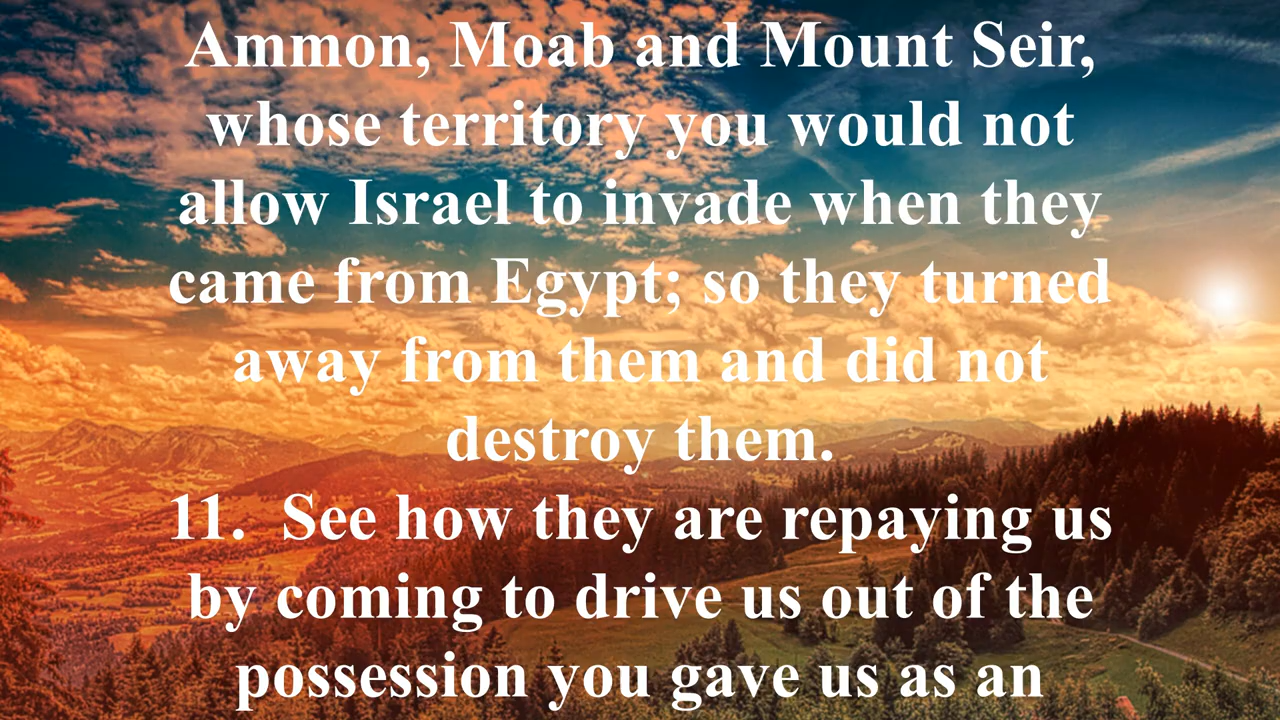 Ammon, Moab and Mount Seir,
whose territory you would not
allow Israel to invade when they
came from Egypt; so they turned
away from them and did not
destroy them.
11.  See how they are repaying us
by coming to drive us out of the
possession you gave us as an